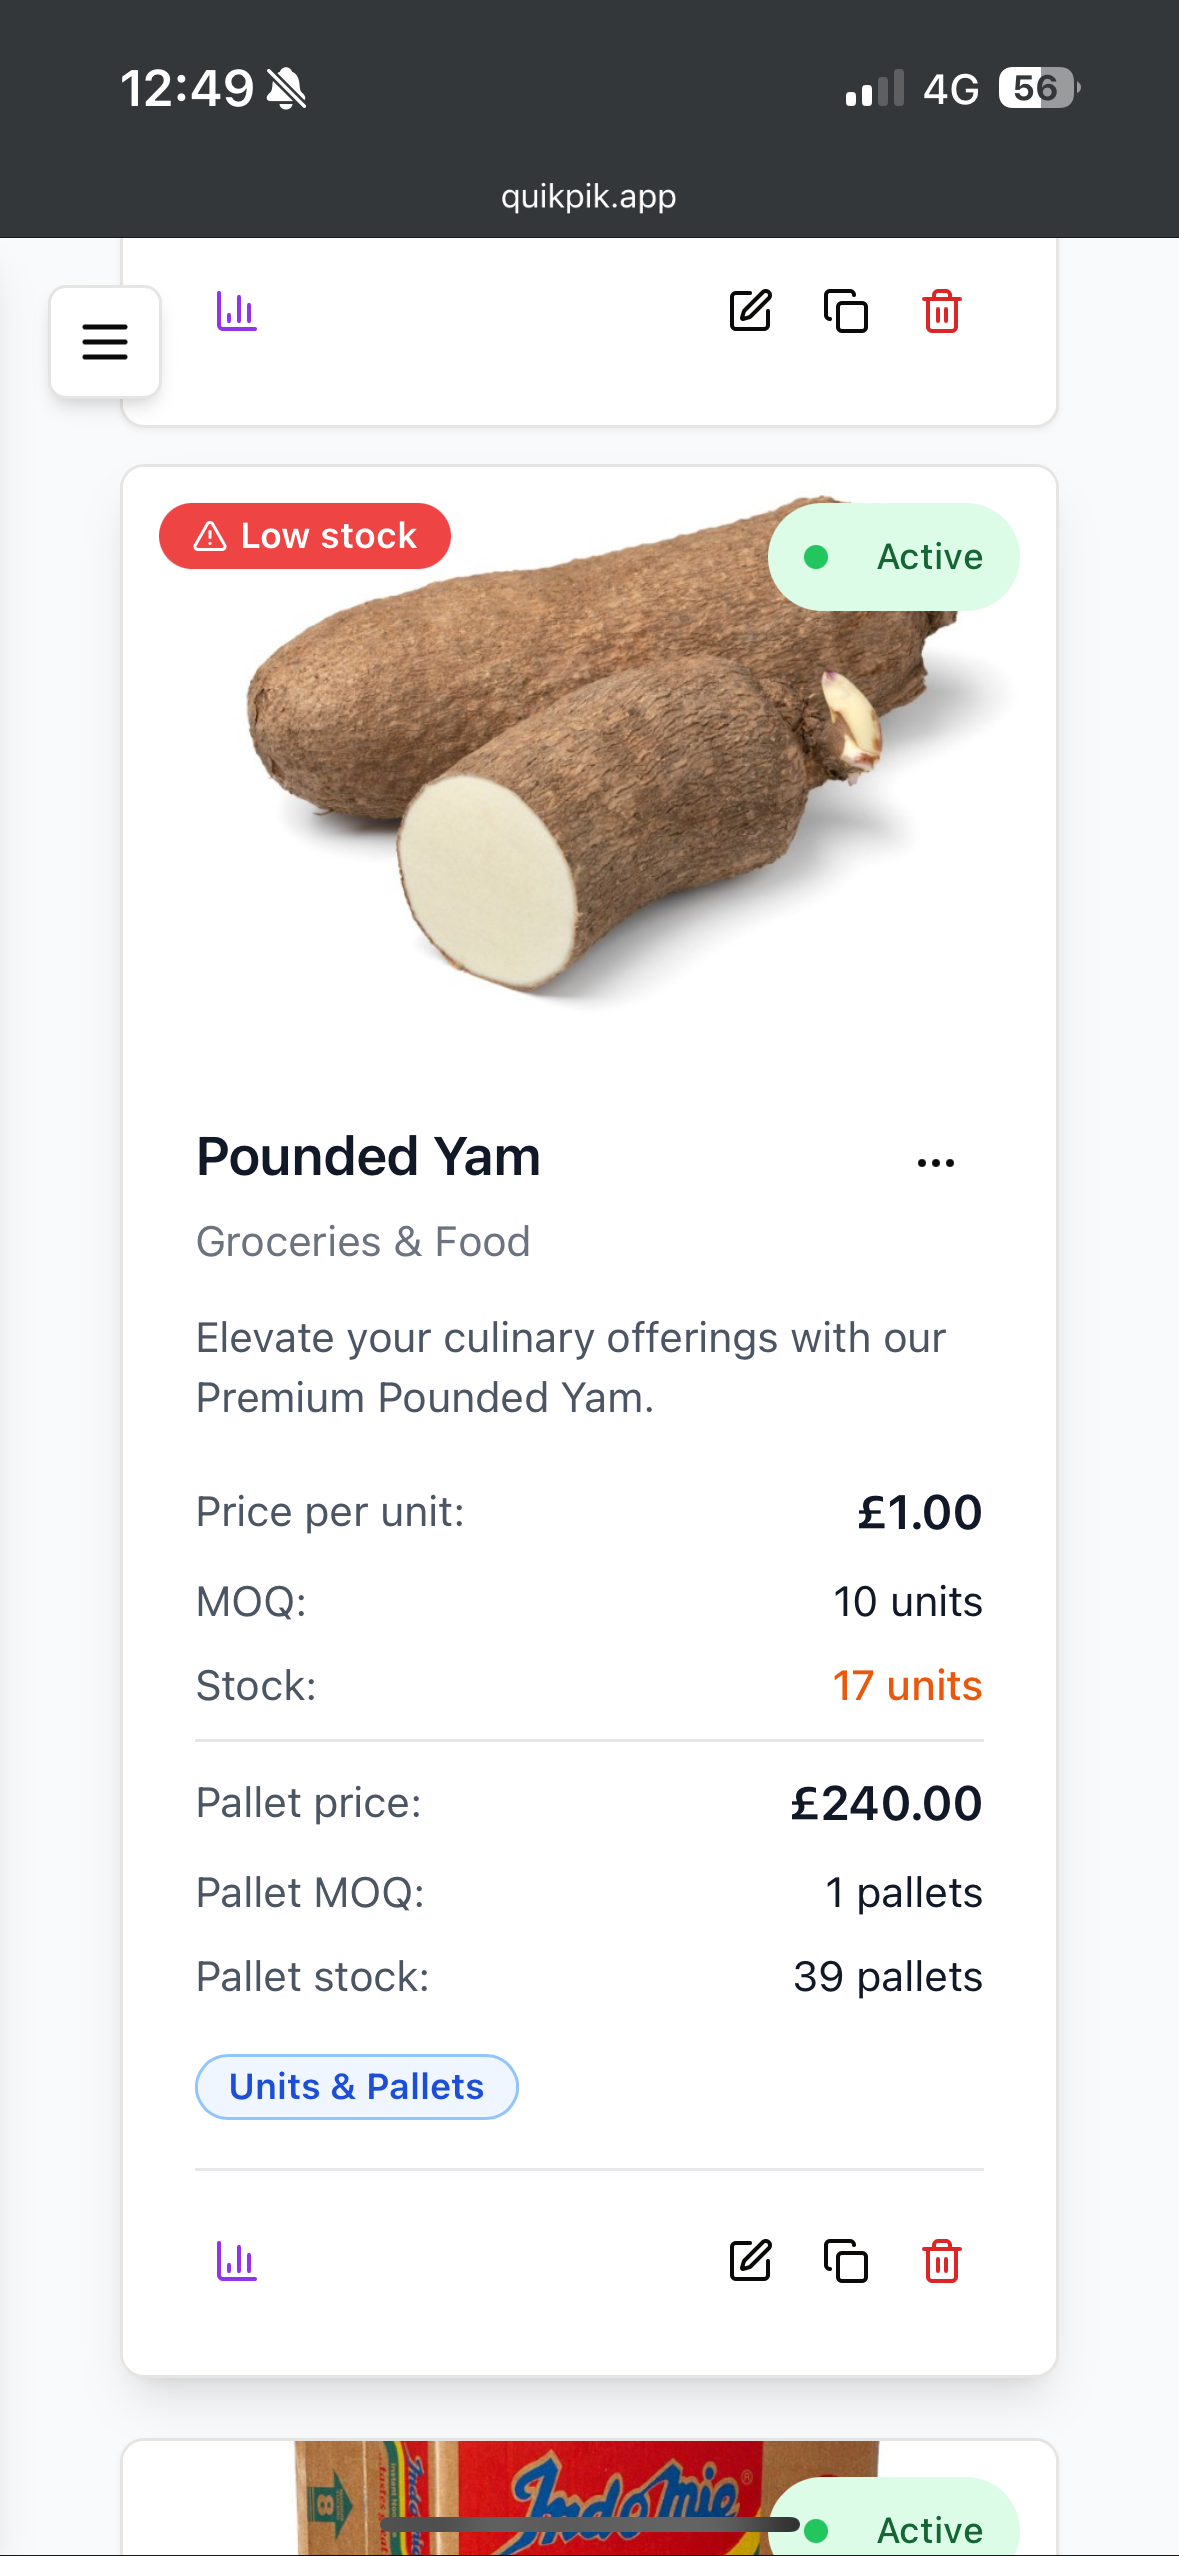 12:49
4G
56
quikpik.app
Low stock
Active
Pounded Yam
Groceries & Food
Elevate your culinary offerings with our
Premium Pounded Yam.
Price per unit: £1.00
MOQ: 10 units
Stock: 17 units
Pallet price: £240.00
Pallet MOQ: 1 pallets
Pallet stock: 39 pallets
Units & Pallets
Indomie
Active